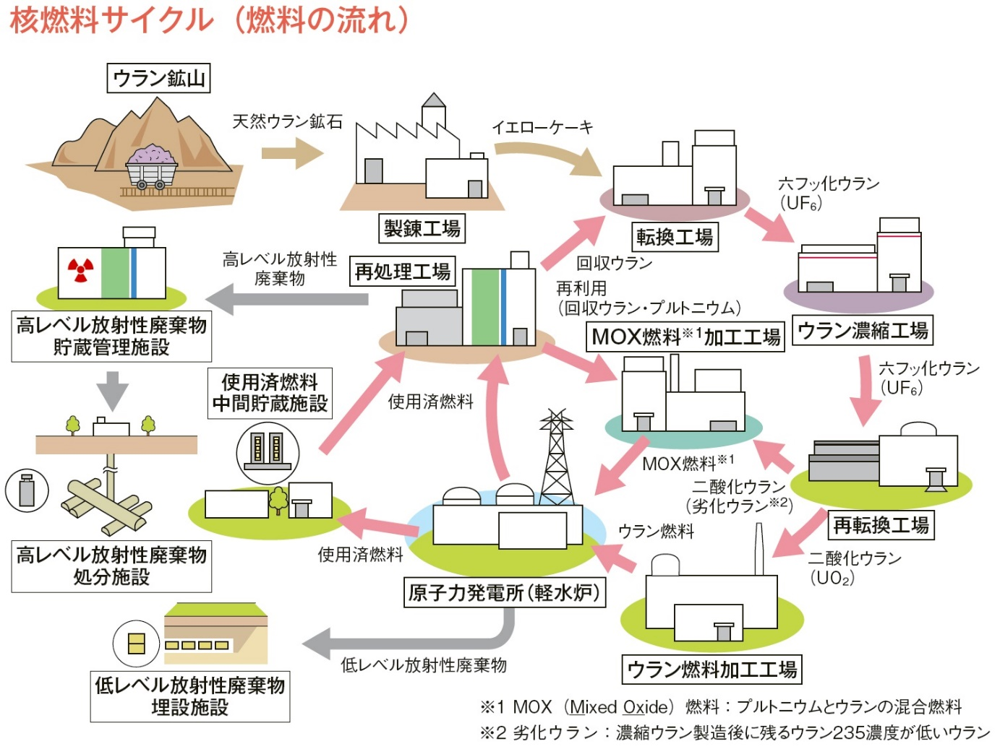 核燃料サイクル（燃料の流れ）
ウラン鉱山
天然ウラン鉱石
イエローケーキ
製錬工場
転換工場
六フッ化ウラン
（UF₆）
高レベル放射性
廃棄物
再処理工場
回収ウラン
再利用
（回収ウラン・プルトニウム）
MOX燃料※1加工工場
ウラン濃縮工場
高レベル放射性廃棄物
貯蔵管理施設
使用済燃料
中間貯蔵施設
使用済燃料
六フッ化ウラン
（UF₆）
MOX燃料※1
二酸化ウラン
（劣化ウラン※2）
再転換工場
ウラン燃料
二酸化ウラン
（UO₂）
使用済燃料
高レベル放射性廃棄物
処分施設
原子力発電所（軽水炉）
低レベル放射性廃棄物
ウラン燃料加工工場
低レベル放射性廃棄物
埋設施設
※1 MOX（Mixed Oxide）燃料：プルトニウムとウランの混合燃料
※2 劣化ウラン：濃縮ウラン製造後に残るウラン235濃度が低いウラン